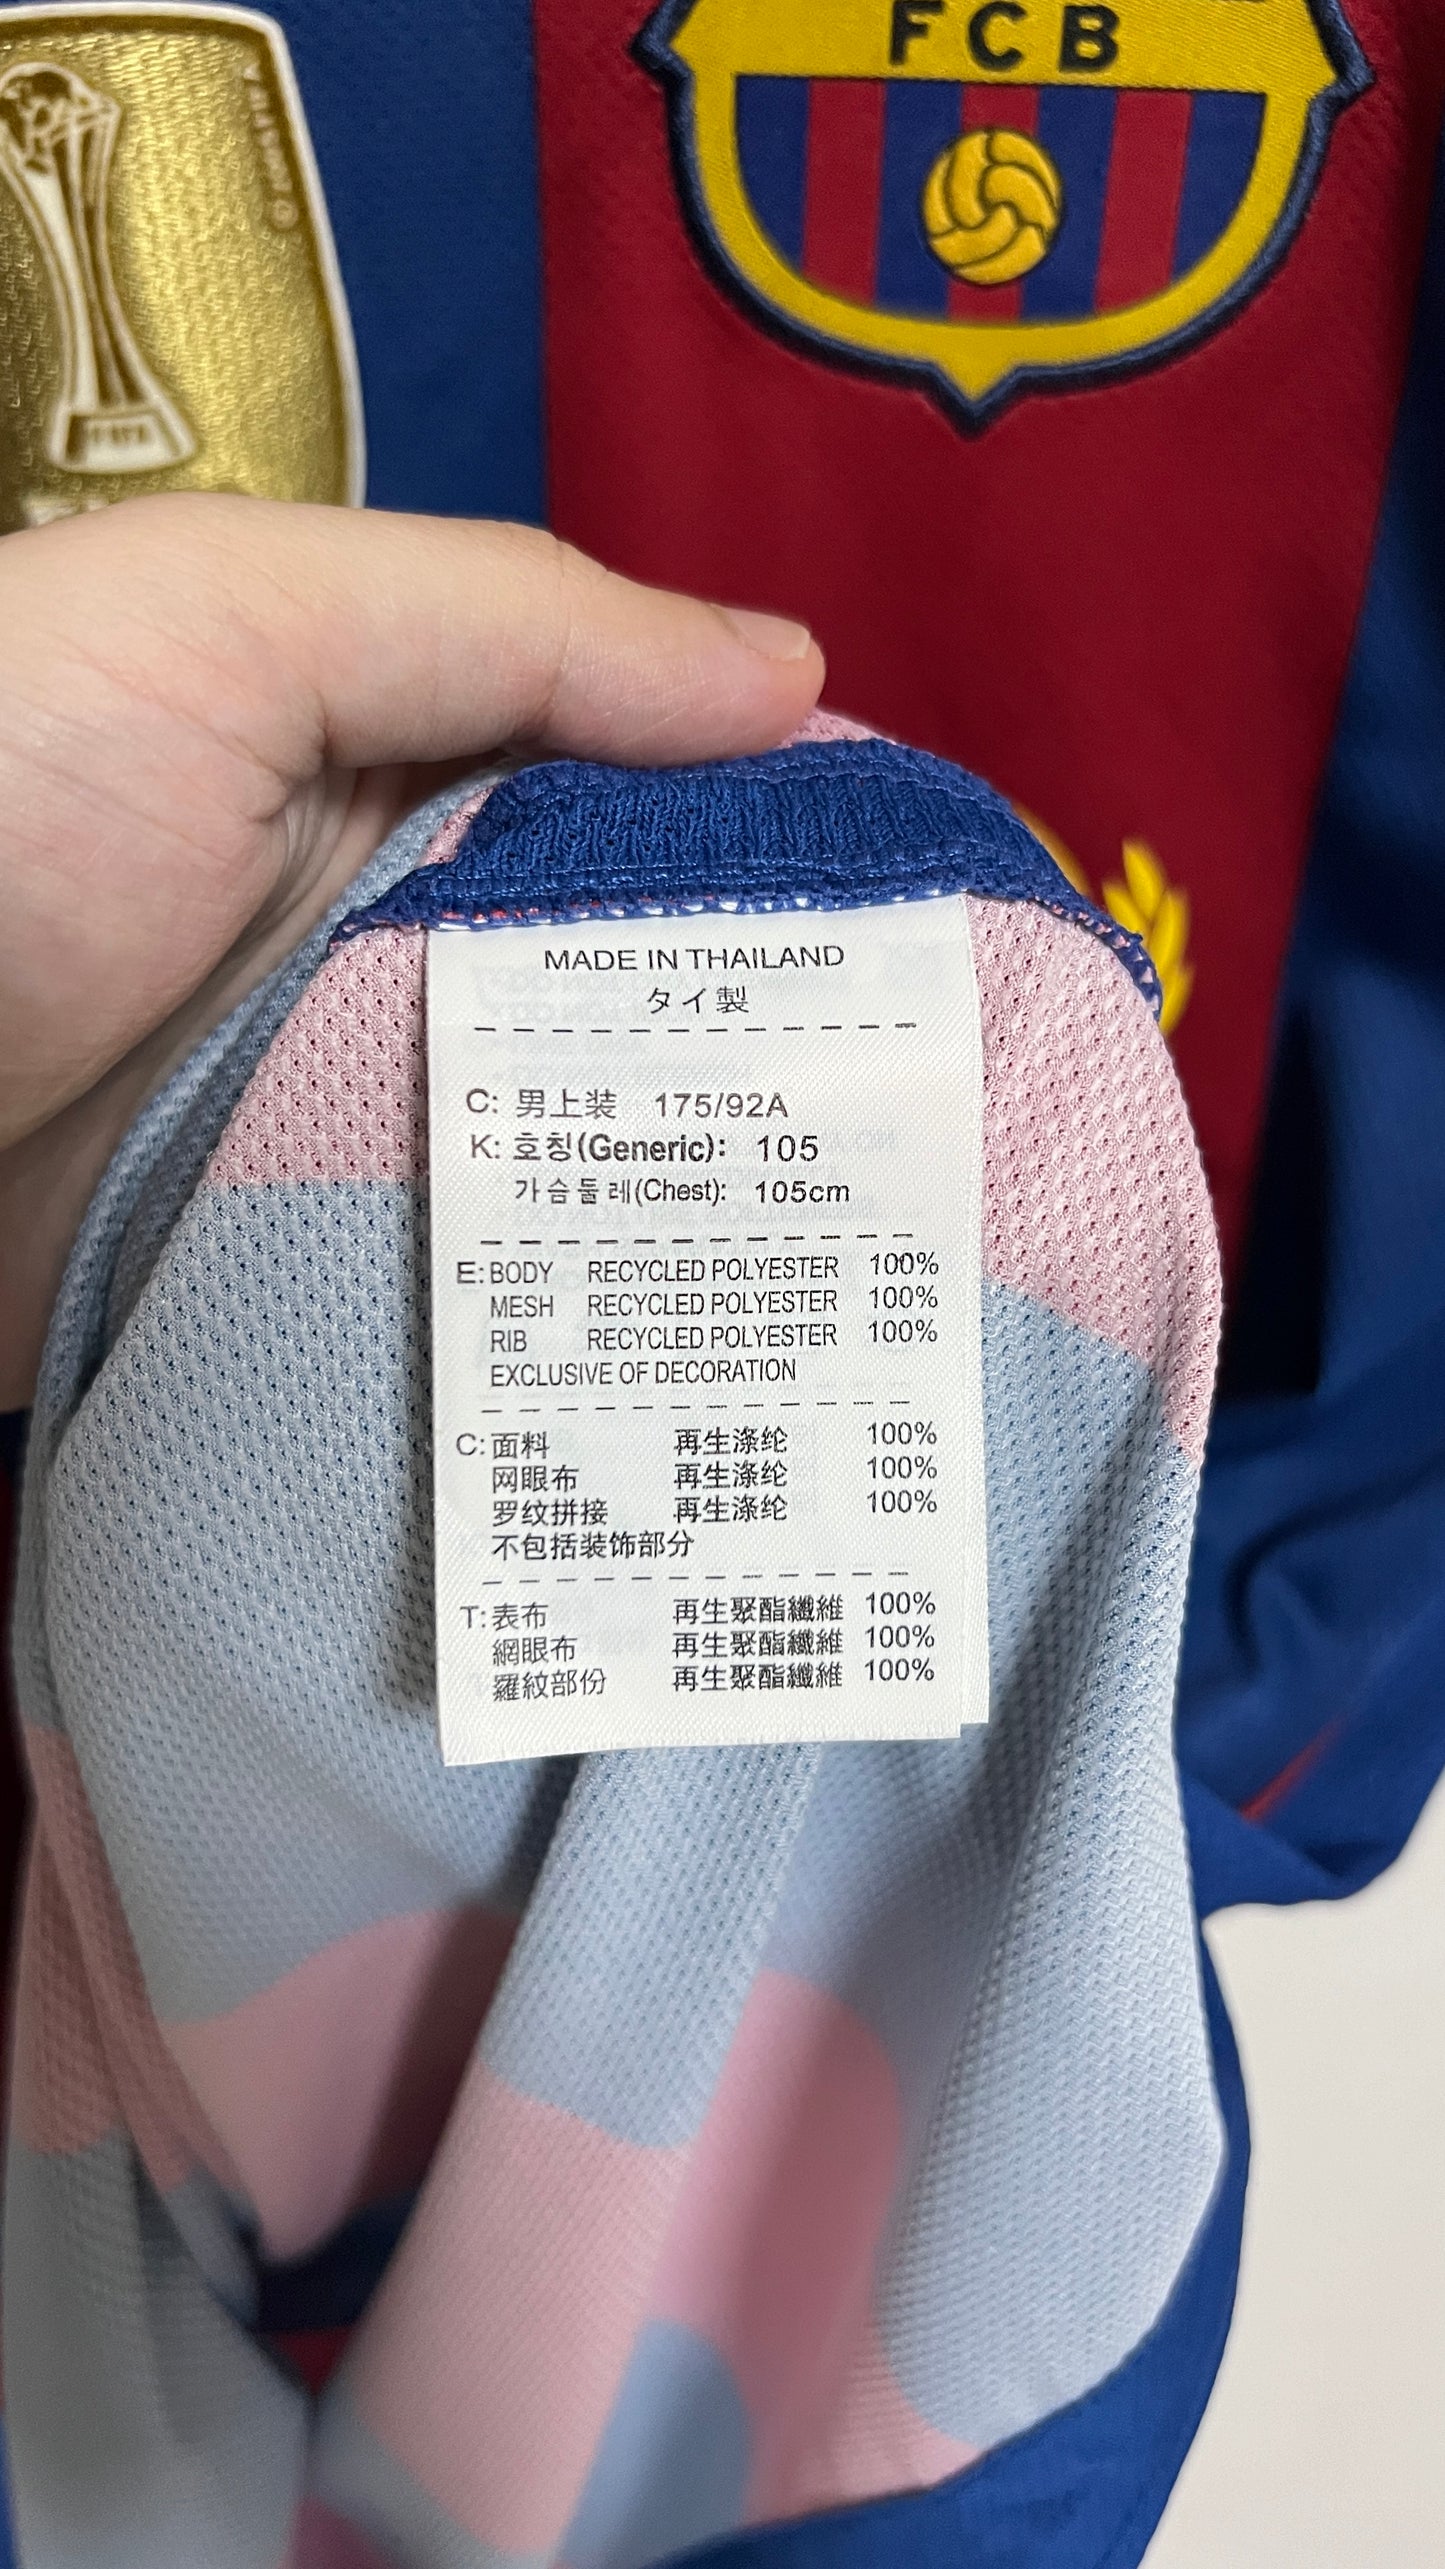 FCB
FIFA
MADE IN THAILAND
タイ製
C: 男上装 175/92A
K: 호칭(Generic): 105
가슴둘레(Chest): 105cm
E: BODY RECYCLED POLYESTER 100%
MESH RECYCLED POLYESTER 100%
RIB RECYCLED POLYESTER 100%
EXCLUSIVE OF DECORATION
C: 面料 再生涤纶 100%
网眼布 再生涤纶 100%
罗纹拼接 再生涤纶 100%
不包括装饰部分
T: 表布 再生聚酯纖維 100%
網眼布 再生聚酯纖維 100%
羅紋部份 再生聚酯纖維 100%